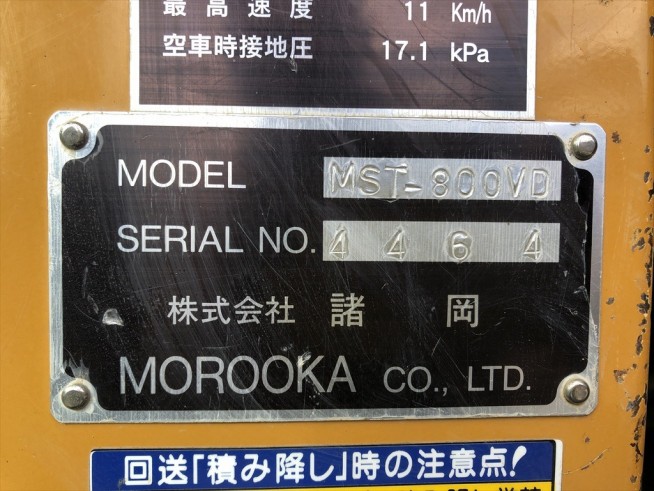 最高速度 11 Km/h
空車時接地圧 17.1 kPa
MODEL MST-800VD
SERIAL NO. 4464
株式会社 諸岡
MOROOKA CO., LTD.
回送「積み降し」時の注意点!